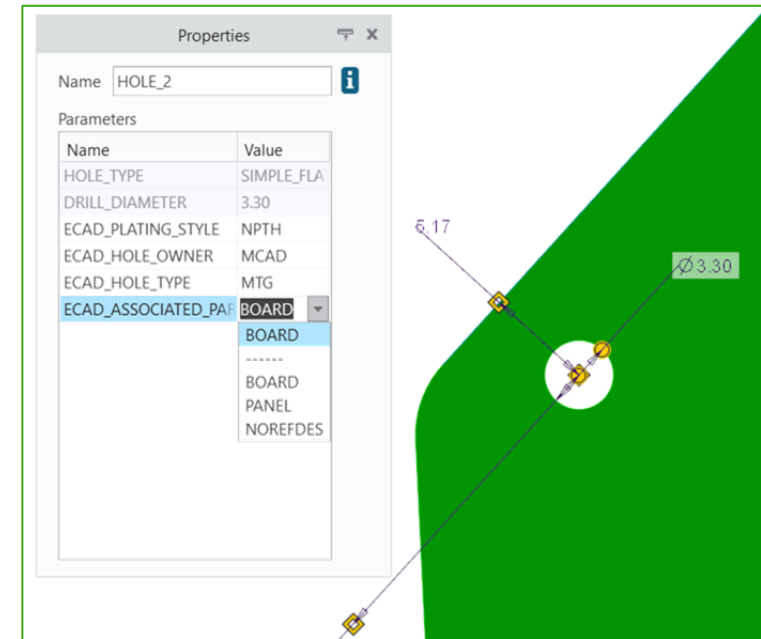 Properties
Name HOLE_2
Parameters
Name Value
HOLE_TYPE SIMPLE_FLA
DRILL_DIAMETER 3.30
ECAD_PLATING_STYLE NPTH
ECAD_HOLE_OWNER MCAD
ECAD_HOLE_TYPE MTG
ECAD_ASSOCIATED_PAR BOARD
BOARD
------
BOARD
PANEL
NOREFDES
5.17
Ø3.30